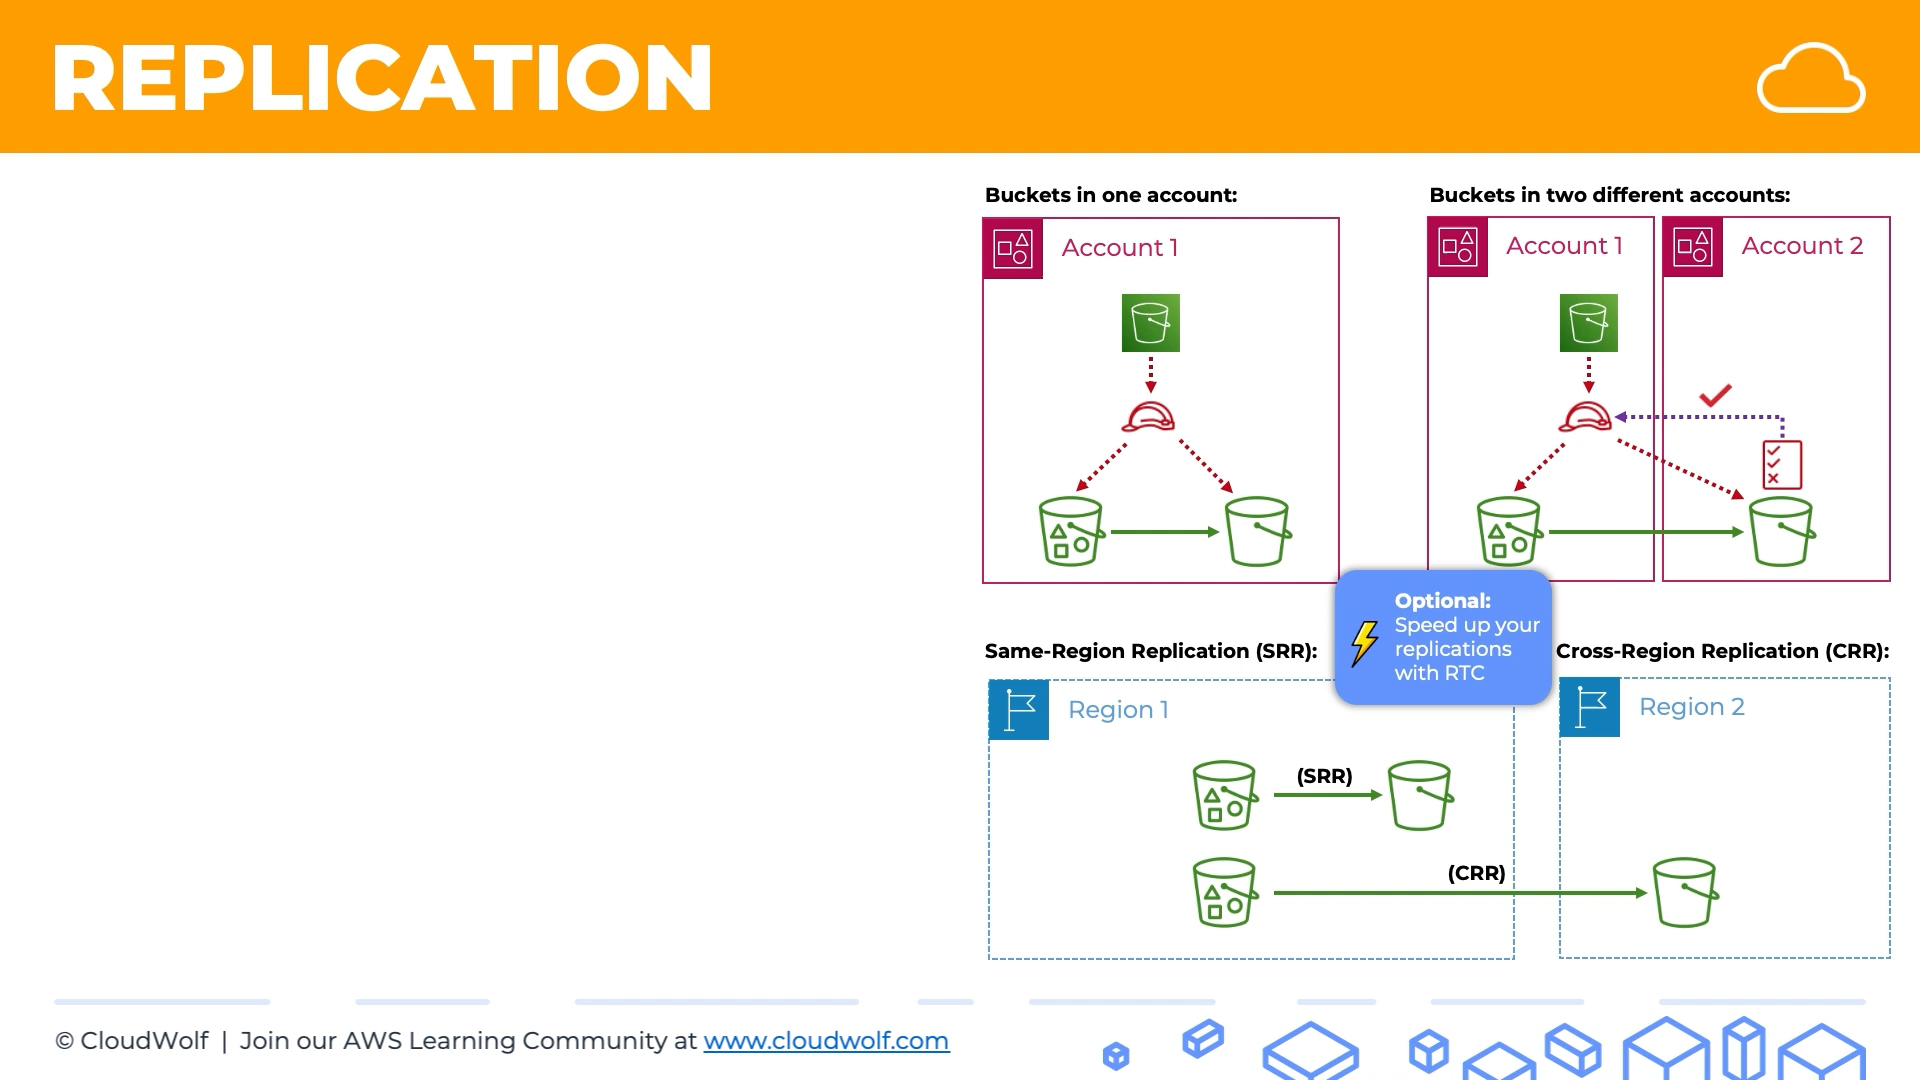 REPLICATION
Buckets in one account:
Account 1
Buckets in two different accounts:
Account 1
Account 2
Optional:
Speed up your
replications
with RTC
Same-Region Replication (SRR):
Cross-Region Replication (CRR):
Region 1
Region 2
(SRR)
(CRR)
© CloudWolf | Join our AWS Learning Community at www.cloudwolf.com